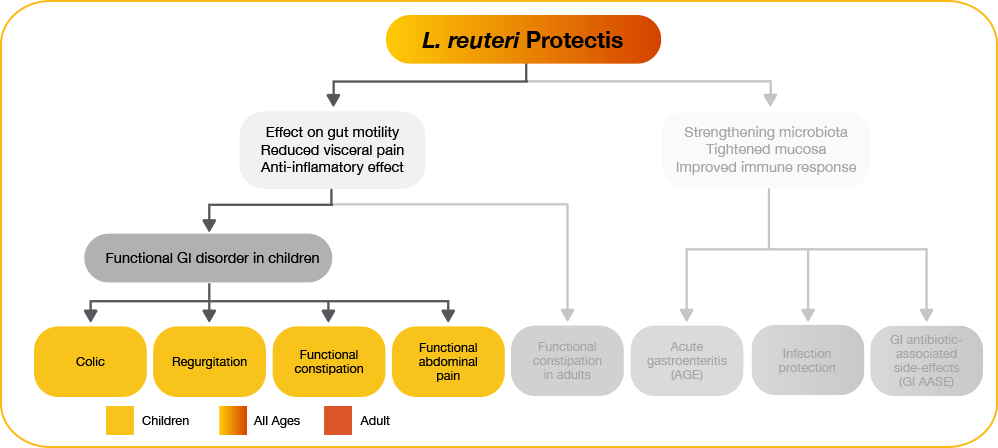 L. reuteri Protectis
Effect on gut motility
Reduced visceral pain
Anti-inflamatory effect
Strengthening microbiota
Tightened mucosa
Improved immune response
Functional GI disorder in children
Colic
Regurgitation
Functional
constipation
Functional
abdominal
pain
Functional
constipation
in adults
Acute
gastroenteritis
(AGE)
Infection
protection
GI antibiotic-
associated
side-effects
(GI AASE)
Children
All Ages
Adult